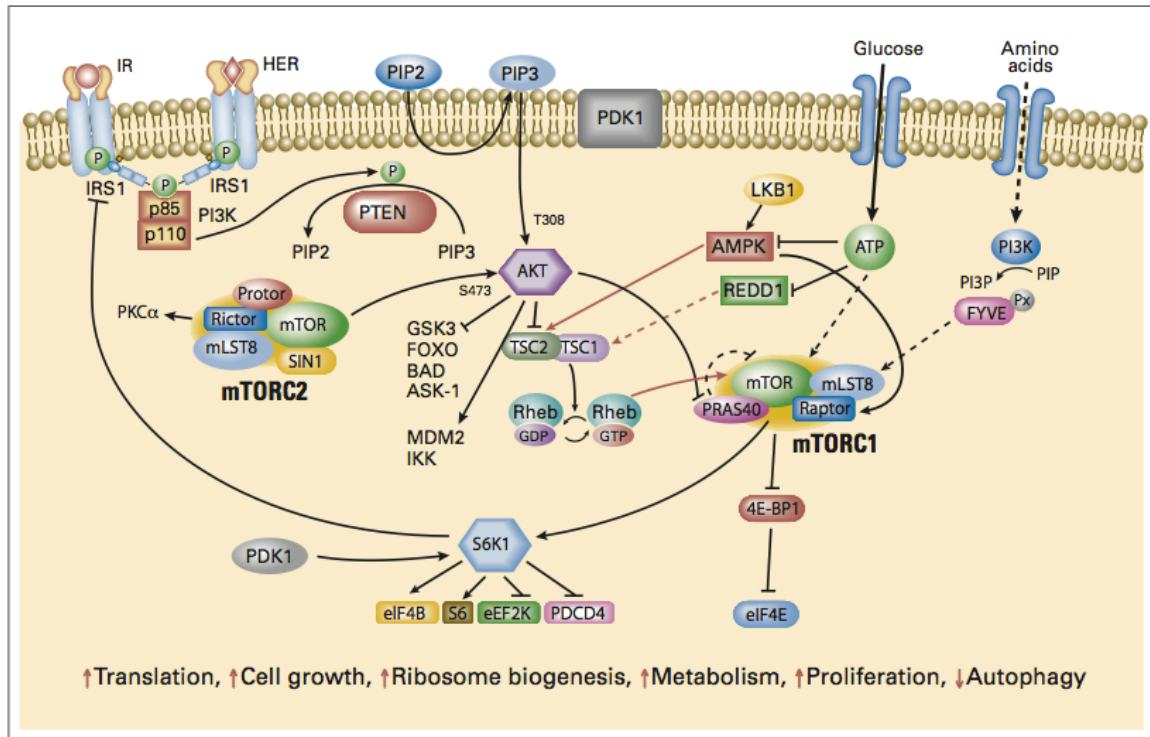 IR
HER
PIP2
PIP3
PDK1
Glucose
Amino
acids
P
P
IRS1
IRS1
P
p85
p110
PI3K
P
PTEN
PIP2
PIP3
T308
LKB1
AMPK
ATP
PI3K
PI3P
PIP
FYVE
Px
REDD1
AKT
S473
PKCα
Protor
Rictor
mTOR
mLST8
SIN1
mTORC2
GSK3
FOXO
BAD
ASK-1
MDM2
IKK
TSC2
TSC1
Rheb
GDP
Rheb
GTP
mTOR
mLST8
PRAS40
Raptor
mTORC1
4E-BP1
eIF4E
PDK1
S6K1
eIF4B
S6
eEF2K
PDCD4
↑Translation, ↑Cell growth, ↑Ribosome biogenesis, ↑Metabolism, ↑Proliferation, ↓Autophagy